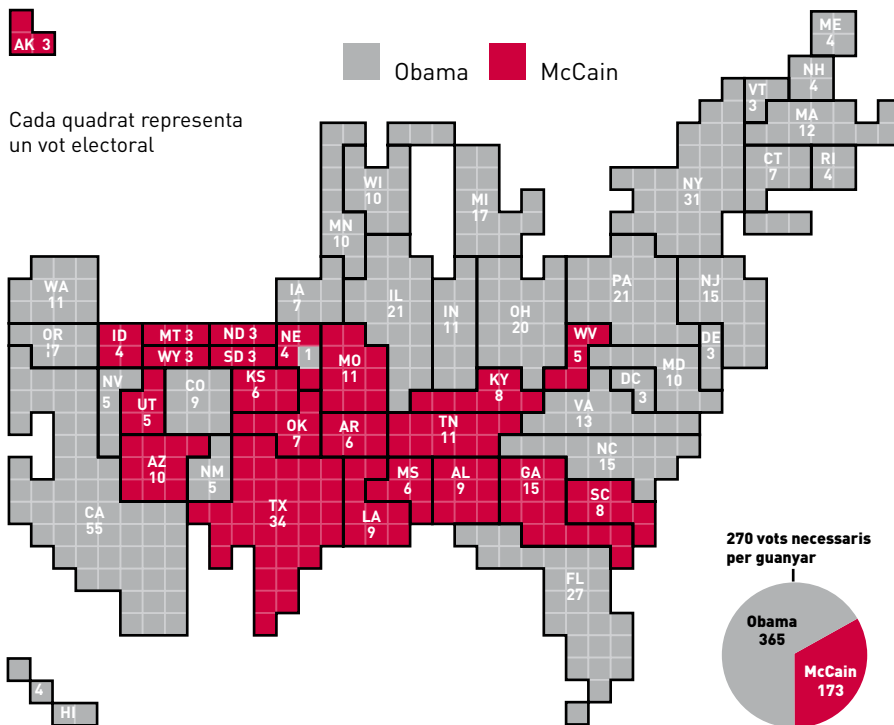 AK 3
Obama
McCain
Cada quadrat representa
un vot electoral
ME
4
NH
4
VT
3
MA
12
CT
7
RI
4
NY
31
WI
10
MI
17
MN
10
WA
11
IA
7
IL
21
IN
11
OH
20
PA
21
NJ
15
OR
7
ID
4
MT 3
ND 3
NE
4
1
WY 3
SD 3
MO
11
WV
5
DE
3
MD
10
NV
5
CO
9
KS
6
KY
8
DC
3
UT
5
VA
13
OK
7
AR
6
TN
11
NC
15
AZ
10
NM
5
MS
6
AL
9
GA
15
SC
8
CA
55
TX
34
LA
9
FL
27
4
HI
270 vots necessaris
per guanyar
Obama
365
McCain
173